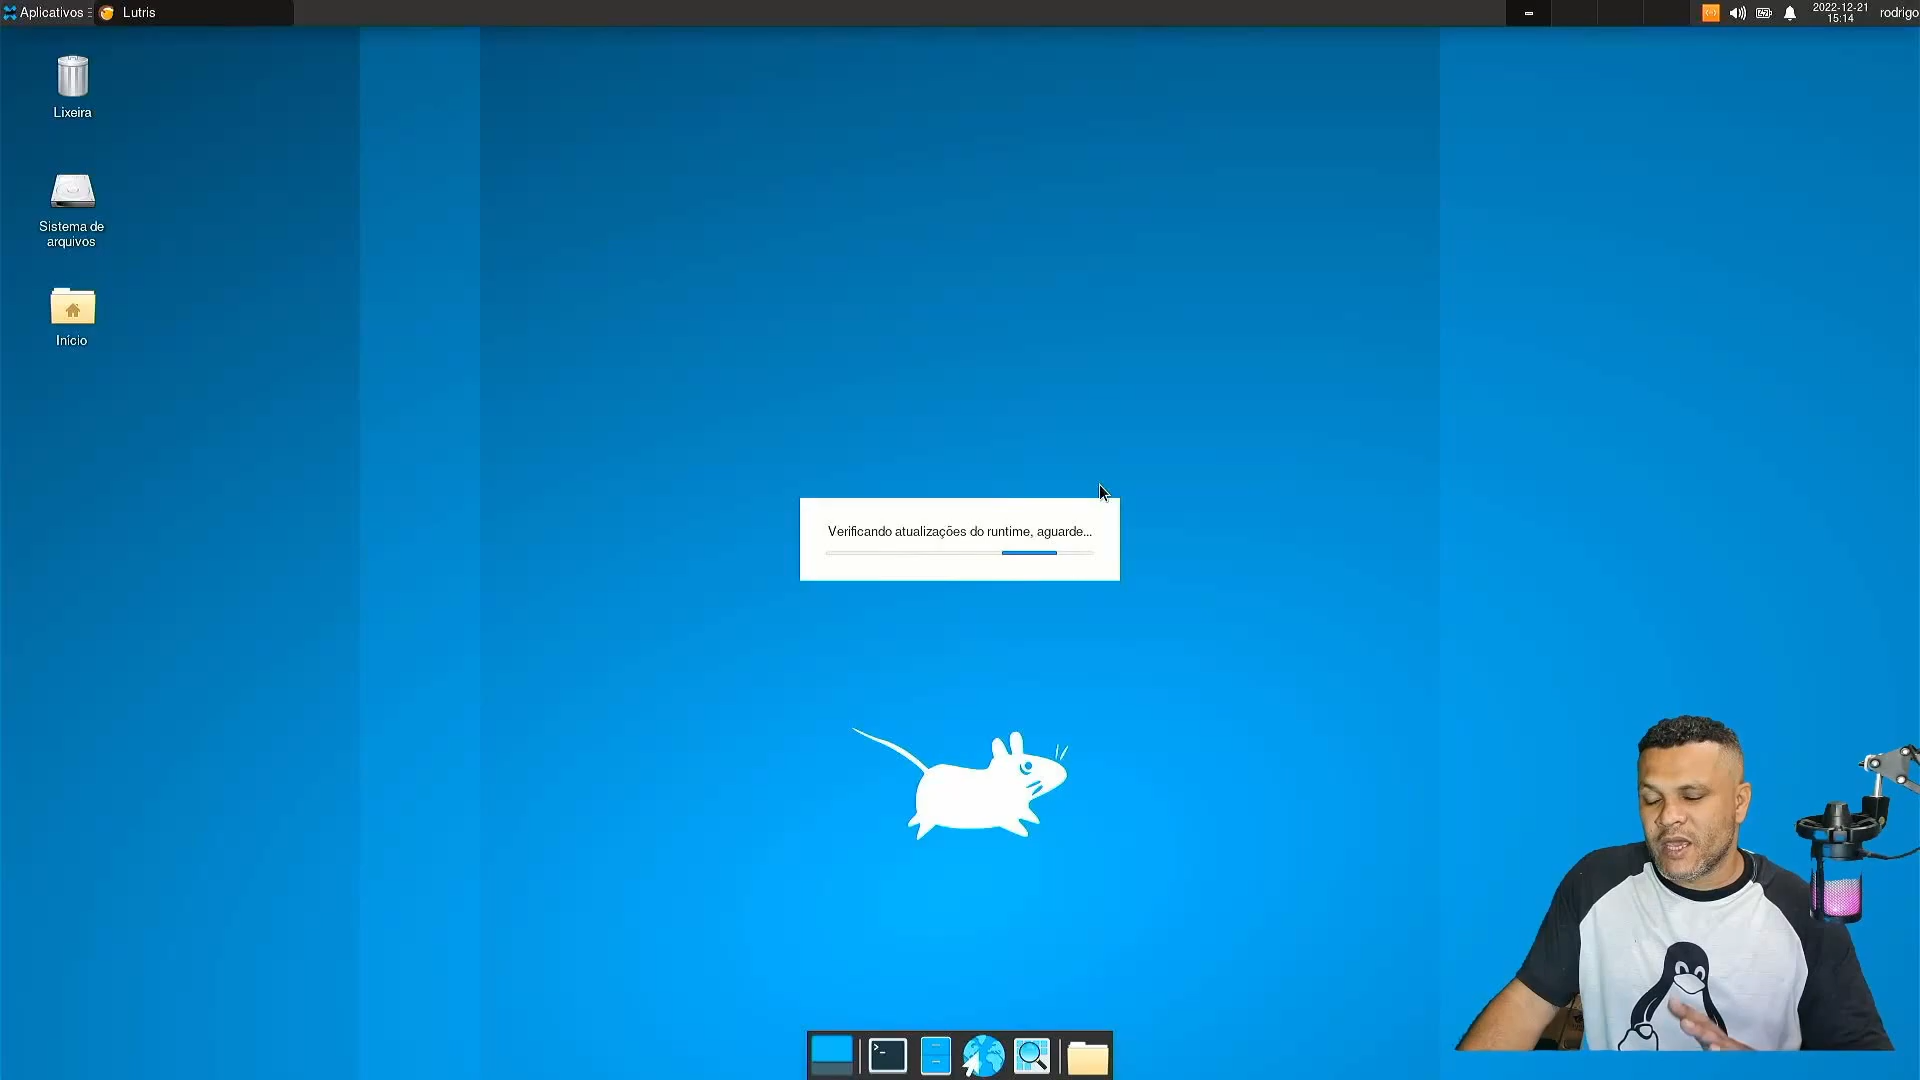 Aplicativos
Lutris
2022-12-21
15:14
rodrigo
Lixeira
Sistema de
arquivos
Início
Verificando atualizações do runtime, aguarde...